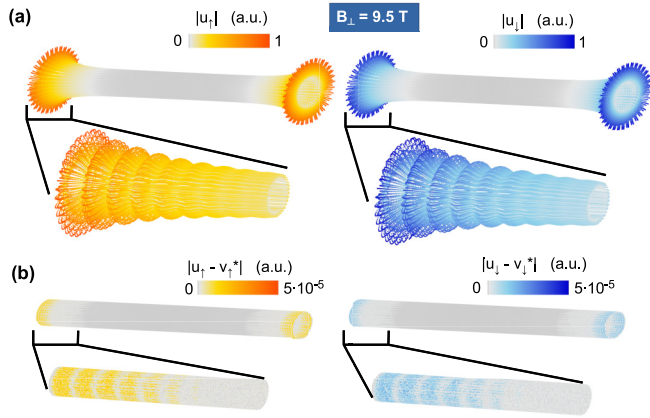 (a)
B⊥ = 9.5 T
|u↑| (a.u.)
0 1
|u↓| (a.u.)
0 1
(b)
|u↑ - v↑*| (a.u.)
0 5·10⁻⁵
|u↓ - v↓*| (a.u.)
0 5·10⁻⁵